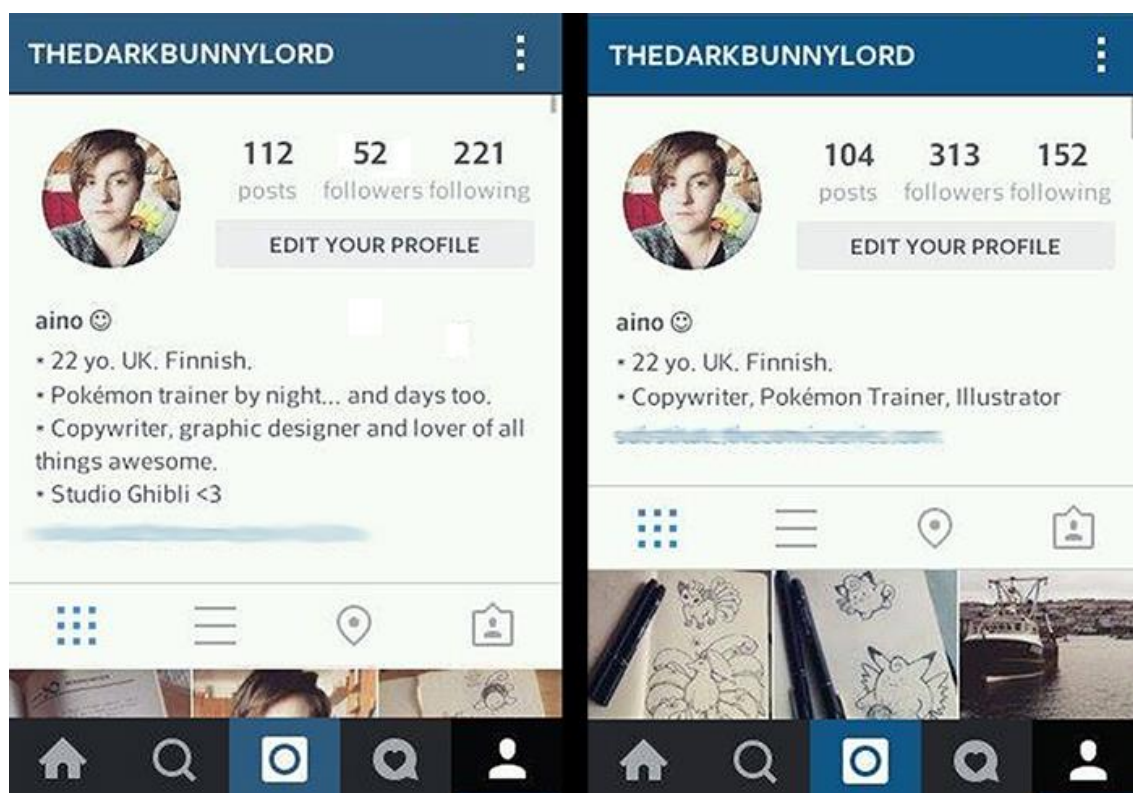 THEDARKBUNNYLORD
112 52 221
posts followers following
EDIT YOUR PROFILE
aino ☺
• 22 yo. UK. Finnish.
• Pokémon trainer by night... and days too.
• Copywriter, graphic designer and lover of all
things awesome.
• Studio Ghibli <3
THEDARKBUNNYLORD
104 313 152
posts followers following
EDIT YOUR PROFILE
aino ☺
• 22 yo. UK. Finnish.
• Copywriter, Pokémon Trainer, Illustrator